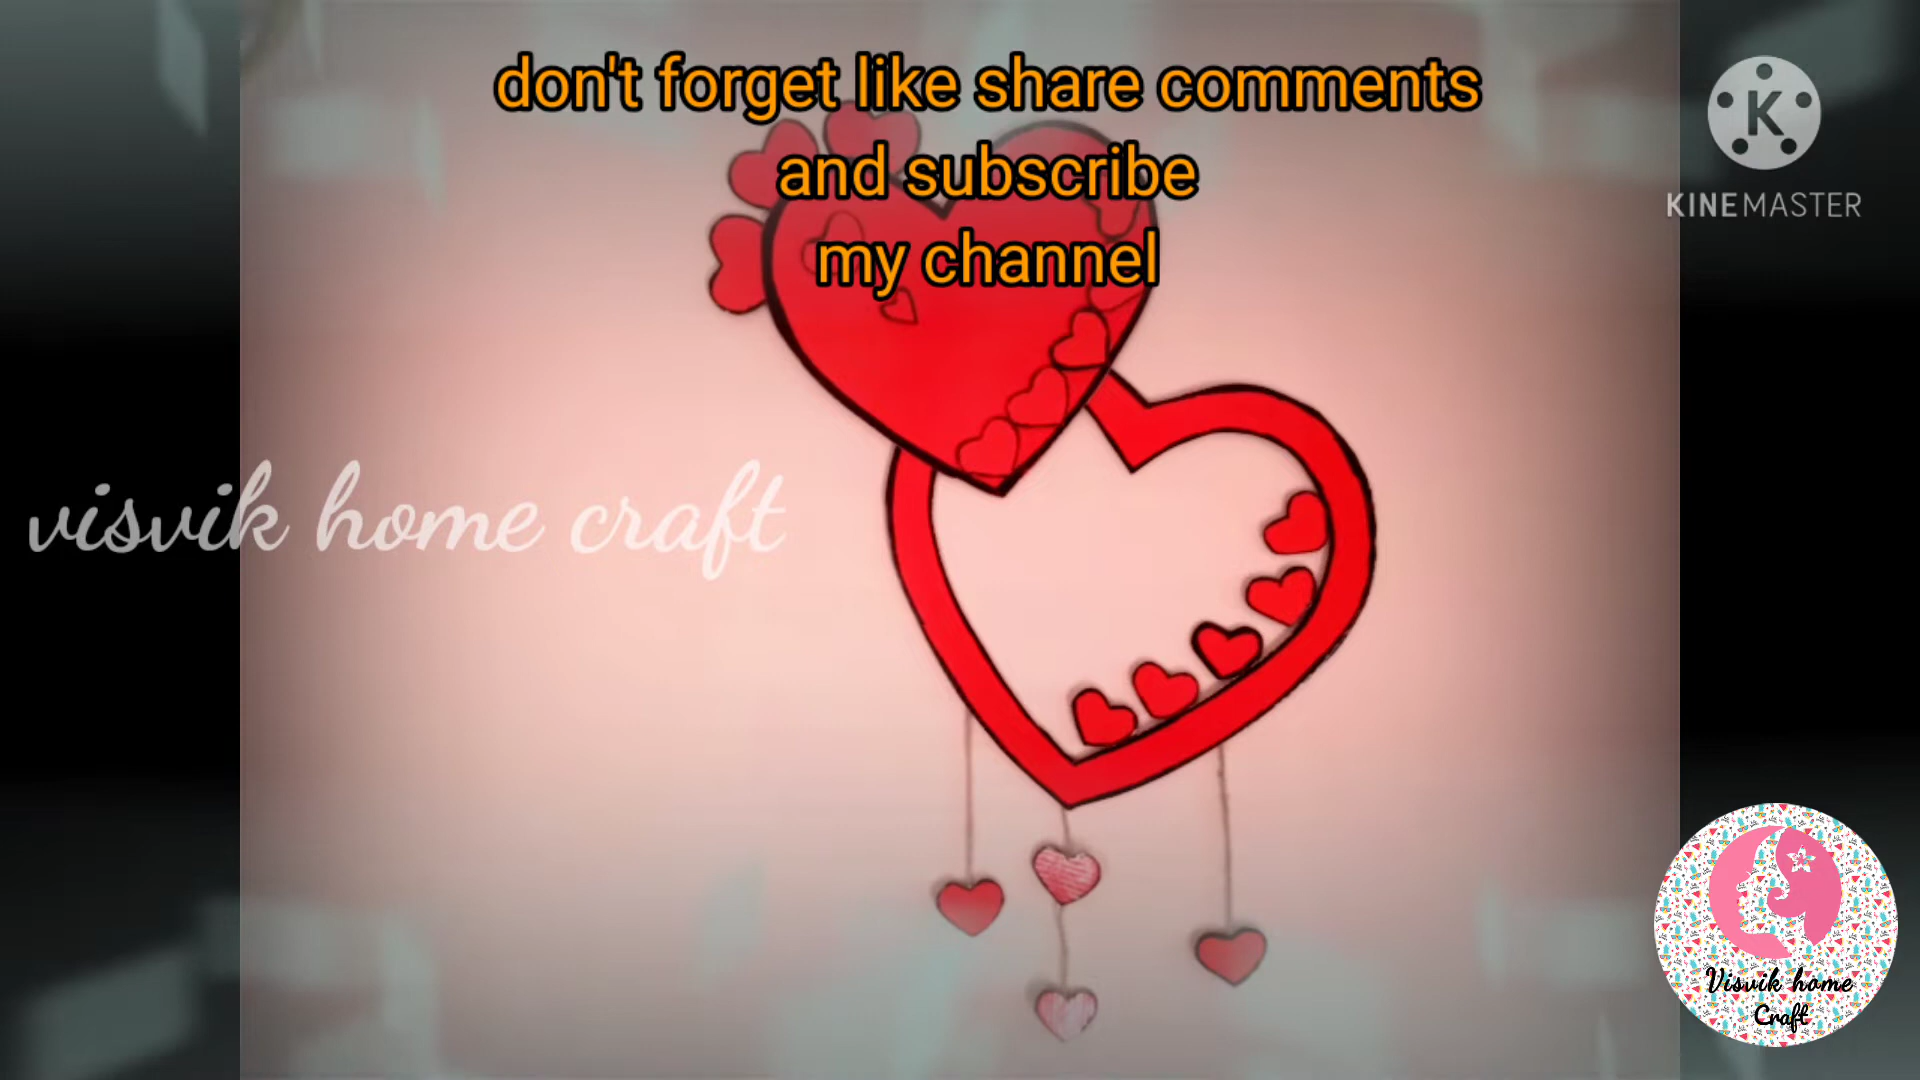 don't forget like share comments
and subscribe
my channel
K
KINEMASTER
visvik home craft
Visvik home
Craft